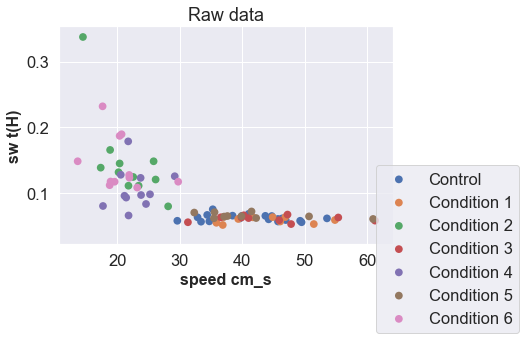 Raw data
0.3
0.2
0.1
sw t(H)
20
30
40
50
60
speed cm_s
Control
Condition 1
Condition 2
Condition 3
Condition 4
Condition 5
Condition 6